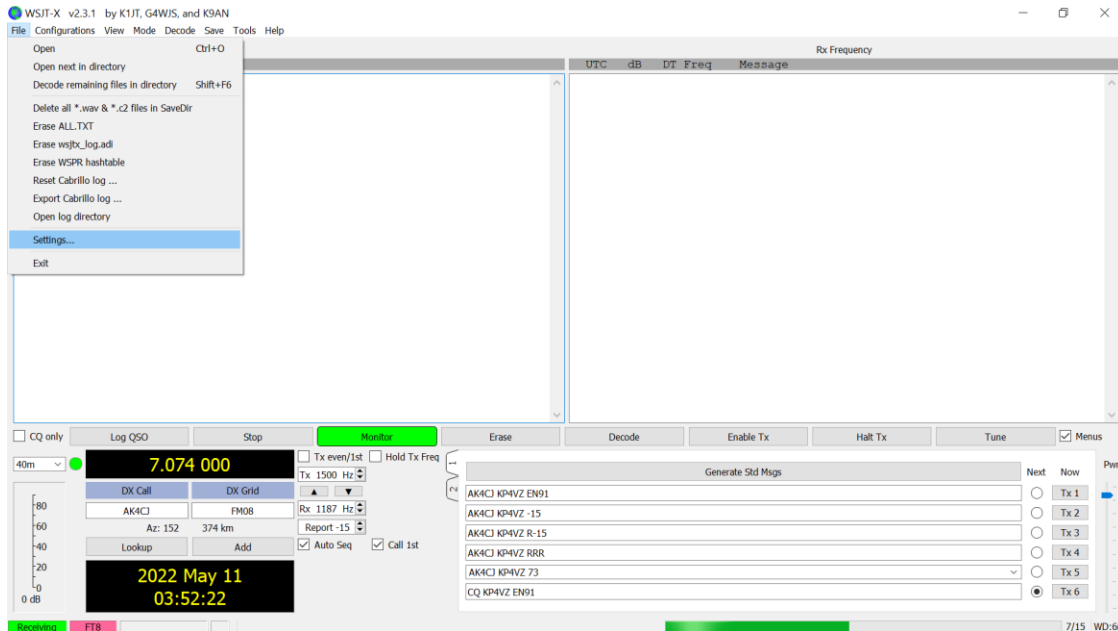 WSJT-X v2.3.1 by K1JT, G4WJS, and K9AN
File Configurations View Mode Decode Save Tools Help
Open Ctrl+O
Open next in directory
Decode remaining files in directory Shift+F6
Delete all *.wav & *.c2 files in SaveDir
Erase ALL.TXT
Erase wsjtx_log.adi
Erase WSPR hashtable
Reset Cabrillo log ...
Export Cabrillo log ...
Open log directory
Settings...
Exit
Rx Frequency
UTC dB DT Freq Message
CQ only Log QSO Stop Monitor Erase Decode Enable Tx Halt Tx Tune Menus
40m 7.074 000
Tx even/1st Hold Tx Freq
Tx 1500 Hz
DX Call DX Grid
AK4CJ FM08
Rx 1187 Hz
Az: 152 374 km
Report -15
Lookup Add
Auto Seq Call 1st
2022 May 11
03:52:22
80
60
40
20
0
0 dB
1
2
Generate Std Msgs Next Now Pwr
AK4CJ KP4VZ EN91 Tx 1
AK4CJ KP4VZ -15 Tx 2
AK4CJ KP4VZ R-15 Tx 3
AK4CJ KP4VZ RRR Tx 4
AK4CJ KP4VZ 73 Tx 5
CQ KP4VZ EN91 Tx 6
Receiving FT8 7/15 WD:6